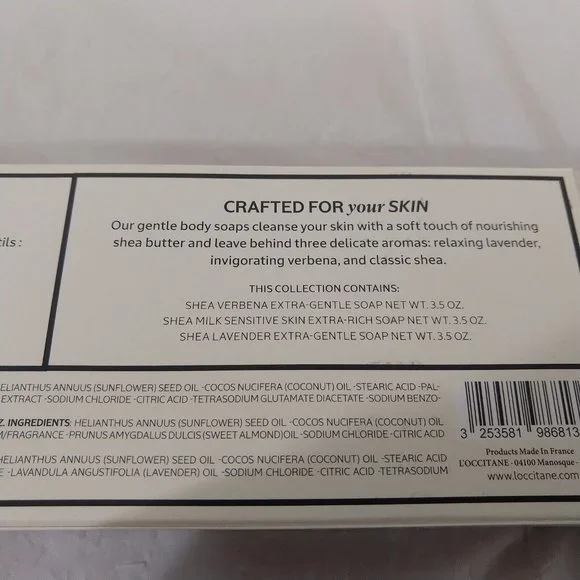 CRAFTED FOR your SKIN
Our gentle body soaps cleanse your skin with a soft touch of nourishing
tils :
shea butter and leave behind three delicate aromas: relaxing lavender,
invigorating verbena, and classic shea.
THIS COLLECTION CONTAINS:
SHEA VERBENA EXTRA-GENTLE SOAP NET WT. 3.5 OZ.
SHEA MILK SENSITIVE SKIN EXTRA-RICH SOAP NET WT. 3.5 OZ.
SHEA LAVENDER EXTRA-GENTLE SOAP NET WT. 3.5 OZ.
ELIANTHUS ANNUUS (SUNFLOWER) SEED OIL -COCOS NUCIFERA (COCONUT) OIL -STEARIC ACID -PAL-
EXTRACT -SODIUM CHLORIDE -CITRIC ACID -TETRASODIUM GLUTAMATE DIACETATE -SODIUM BENZO-
Z. INGREDIENTS: HELIANTHUS ANNUUS (SUNFLOWER) SEED OIL -COCOS NUCIFERA (COCONUT) OIL
M/FRAGRANCE -PRUNUS AMYGDALUS DULCIS (SWEET ALMOND)OIL -SODIUM CHLORIDE -CITRIC ACID
HELIANTHUS ANNUUS (SUNFLOWER) SEED OIL -COCOS NUCIFERA (COCONUT) OIL -STEARIC ACID
E -LAVANDULA ANGUSTIFOLIA (LAVENDER) OIL -SODIUM CHLORIDE -CITRIC ACID -TETRASODIUM
3 253581 986813
Products Made In France
L'OCCITANE - 04100 Manosque -
www.loccitane.com